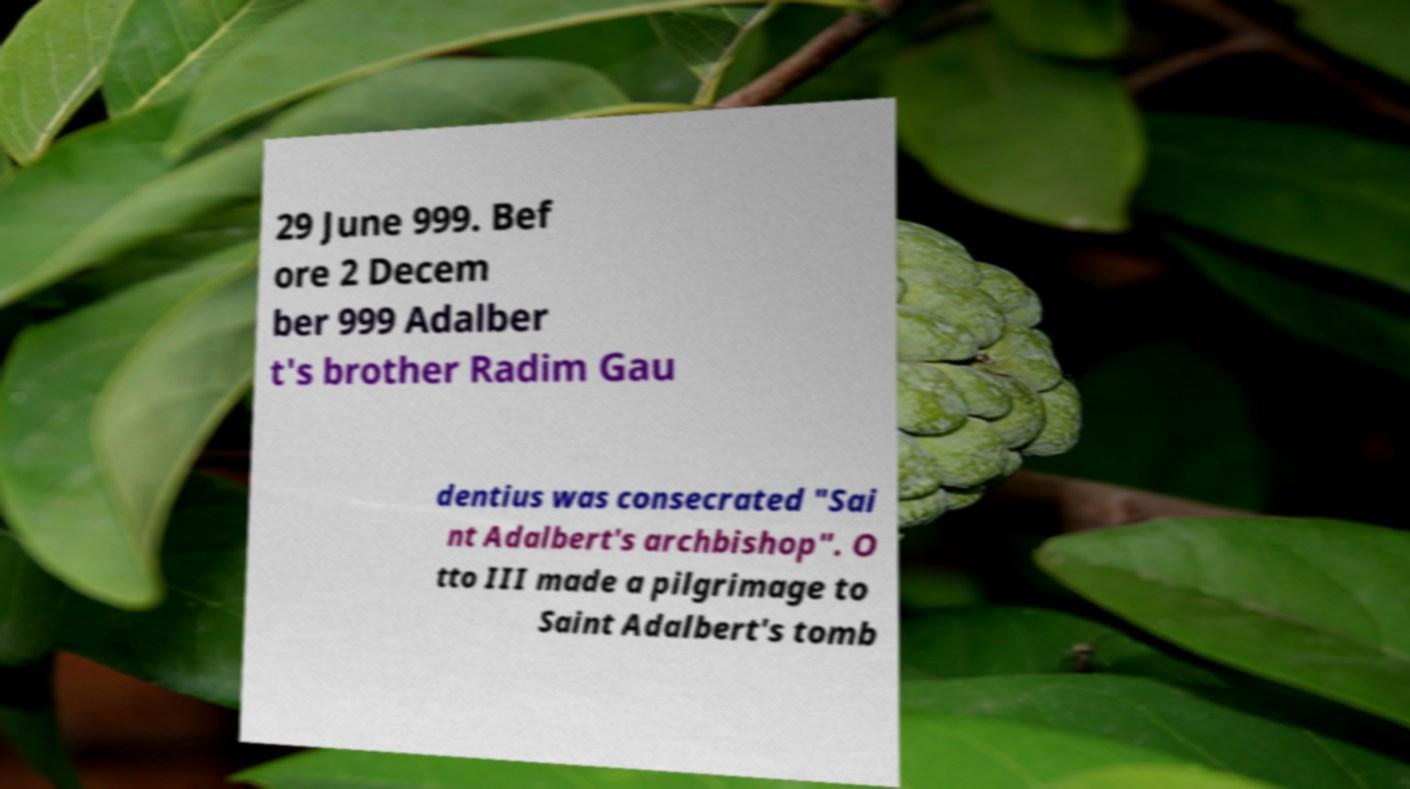 29 June 999. Bef
ore 2 Decem
ber 999 Adalber
t's brother Radim Gau
dentius was consecrated "Sai
nt Adalbert's archbishop". O
tto III made a pilgrimage to
Saint Adalbert's tomb